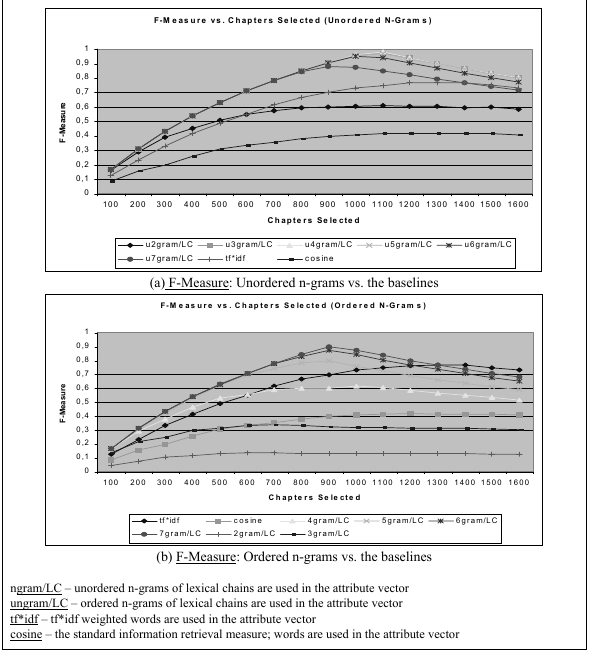 F-Measure vs. Chapters Selected (Unordered N-Grams)
1
0,9
0,8
0,7
0,6
0,5
0,4
0,3
0,2
0,1
0
F-Measure
100 200 300 400 500 600 700 800 900 1000 1100 1200 1300 1400 1500 1600
Chapters Selected
u2gram/LC u3gram/LC u4gram/LC u5gram/LC u6gram/LC
u7gram/LC tf*idf cosine
(a) F-Measure: Unordered n-grams vs. the baselines
F-Measure vs. Chapters Selected (Ordered N-Grams)
1
0,9
0,8
0,7
0,6
0,5
0,4
0,3
0,2
0,1
0
F-Measure
100 200 300 400 500 600 700 800 900 1000 1100 1200 1300 1400 1500 1600
Chapters Selected
tf*idf cosine 4gram/LC 5gram/LC 6gram/LC
7gram/LC 2gram/LC 3gram/LC
(b) F-Measure: Ordered n-grams vs. the baselines
ngram/LC – unordered n-grams of lexical chains are used in the attribute vector
ungram/LC – ordered n-grams of lexical chains are used in the attribute vector
tf*idf – tf*idf weighted words are used in the attribute vector
cosine – the standard information retrieval measure; words are used in the attribute vector